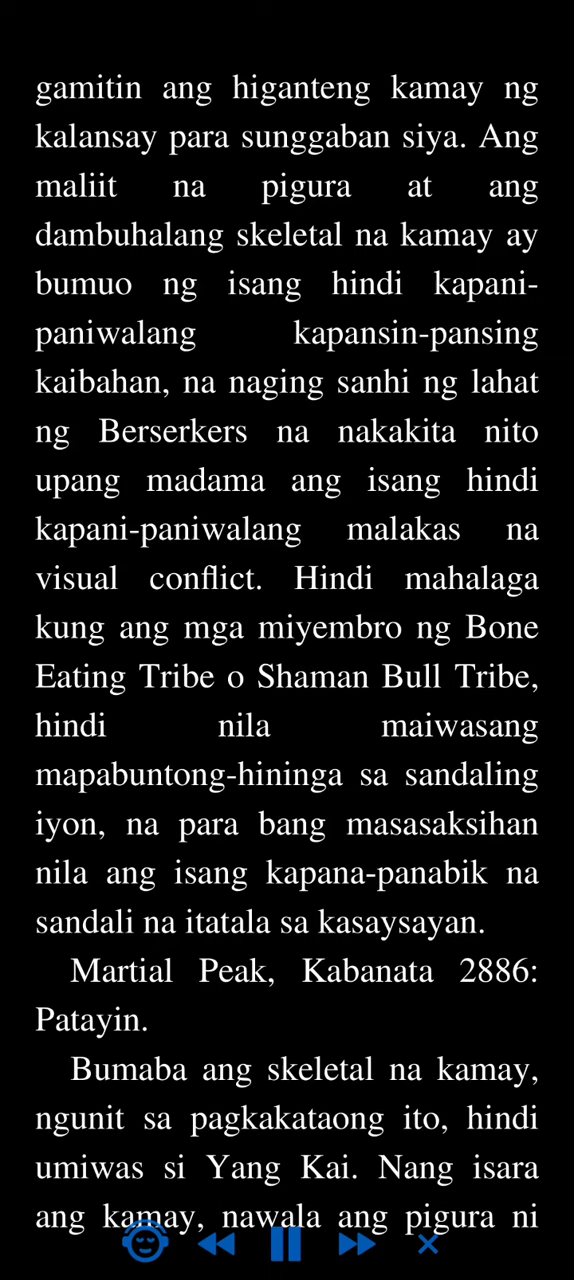 gamitin ang higanteng kamay ng
kalansay para sunggaban siya. Ang
maliit na pigura at ang
dambuhalang skeletal na kamay ay
bumuo ng isang hindi kapani-
paniwalang kapansin-pansing
kaibahan, na naging sanhi ng lahat
ng Berserkers na nakakita nito
upang madama ang isang hindi
kapani-paniwalang malakas na
visual conflict. Hindi mahalaga
kung ang mga miyembro ng Bone
Eating Tribe o Shaman Bull Tribe,
hindi nila maiwasang
mapabuntong-hininga sa sandaling
iyon, na para bang masasaksihan
nila ang isang kapana-panabik na
sandali na itatala sa kasaysayan.
Martial Peak, Kabanata 2886:
Patayin.
Bumaba ang skeletal na kamay,
ngunit sa pagkakataong ito, hindi
umiwas si Yang Kai. Nang isara
ang kamay, nawala ang pigura ni